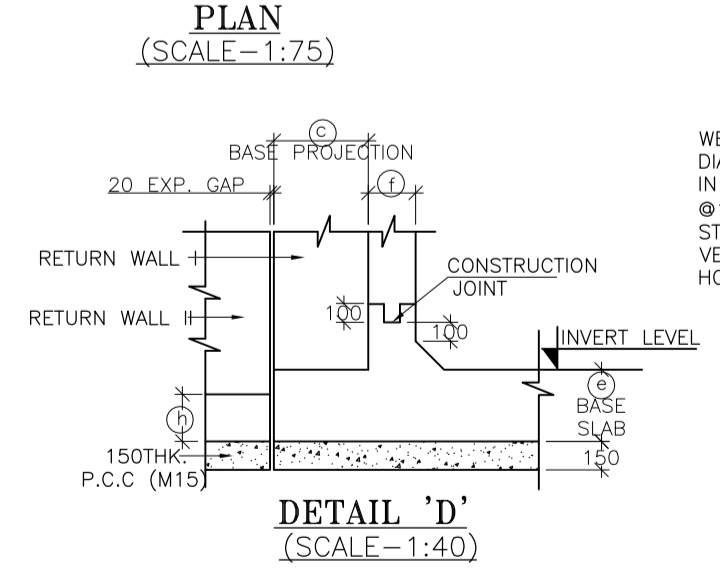 PLAN
(SCALE-1:75)
c
BASE PROJECTION
20 EXP. GAP
f
RETURN WALL I
RETURN WALL II
CONSTRUCTION
JOINT
100
100
INVERT LEVEL
e
BASE
SLAB
h
150THK.
P.C.C (M15)
150
DETAIL 'D'
(SCALE-1:40)
IN